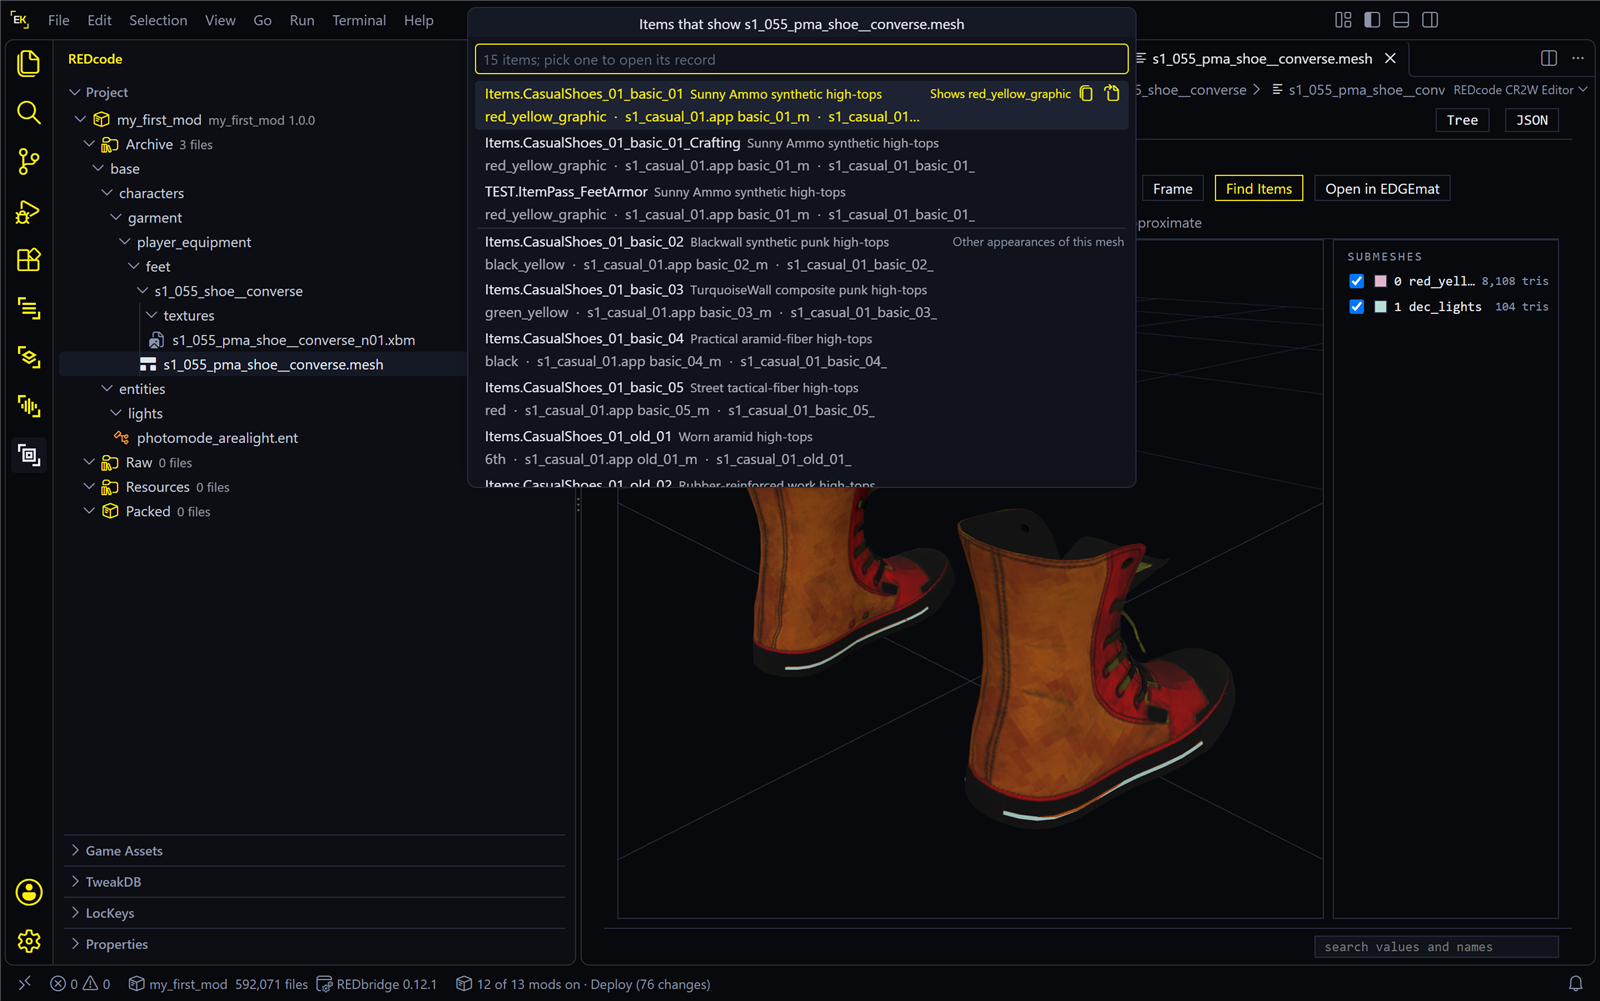 EK
File Edit Selection View Go Run Terminal Help
Items that show s1_055_pma_shoe__converse.mesh
15 items; pick one to open its record
Items.CasualShoes_01_basic_01 Sunny Ammo synthetic high-tops Shows red_yellow_graphic
red_yellow_graphic · s1_casual_01.app basic_01_m · s1_casual_01...
Items.CasualShoes_01_basic_01_Crafting Sunny Ammo synthetic high-tops
red_yellow_graphic · s1_casual_01.app basic_01_m · s1_casual_01_basic_01_
TEST.ItemPass_FeetArmor Sunny Ammo synthetic high-tops
red_yellow_graphic · s1_casual_01.app basic_01_m · s1_casual_01_basic_01_
Items.CasualShoes_01_basic_02 Blackwall synthetic punk high-tops Other appearances of this mesh
black_yellow · s1_casual_01.app basic_02_m · s1_casual_01_basic_02_
Items.CasualShoes_01_basic_03 TurquoiseWall composite punk high-tops
green_yellow · s1_casual_01.app basic_03_m · s1_casual_01_basic_03_
Items.CasualShoes_01_basic_04 Practical aramid-fiber high-tops
black · s1_casual_01.app basic_04_m · s1_casual_01_basic_04_
Items.CasualShoes_01_basic_05 Street tactical-fiber high-tops
red · s1_casual_01.app basic_05_m · s1_casual_01_basic_05_
Items.CasualShoes_01_old_01 Worn aramid high-tops
6th · s1_casual_01.app old_01_m · s1_casual_01_old_01_
Items.CasualShoes_01_old_02 Rubber-reinforced work high-tops
REDcode
Project
my_first_mod my_first_mod 1.0.0
Archive 3 files
base
characters
garment
player_equipment
feet
s1_055_shoe__converse
textures
s1_055_pma_shoe__converse_n01.xbm
s1_055_pma_shoe__converse.mesh
entities
lights
photomode_arealight.ent
Raw 0 files
Resources 0 files
Packed 0 files
Game Assets
TweakDB
LocKeys
Properties
s1_055_pma_shoe__converse.mesh
5_shoe__converse > s1_055_pma_shoe__conv REDcode CR2W Editor
Tree JSON
Frame Find Items Open in EDGEmat
proximate
SUBMESHES
0 red_yell… 8,108 tris
1 dec_lights 104 tris
search values and names
0 0 my_first_mod 592,071 files REDbridge 0.12.1 12 of 13 mods on · Deploy (76 changes)